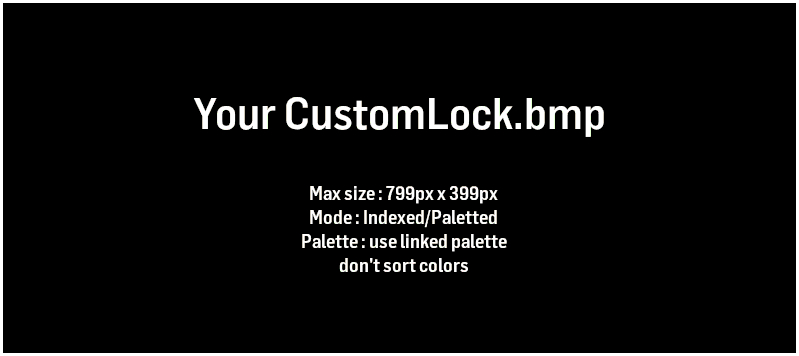 Your CustomLock.bmp
Max size : 799px x 399px
Mode : Indexed/Paletted
Palette : use linked palette
don't sort colors